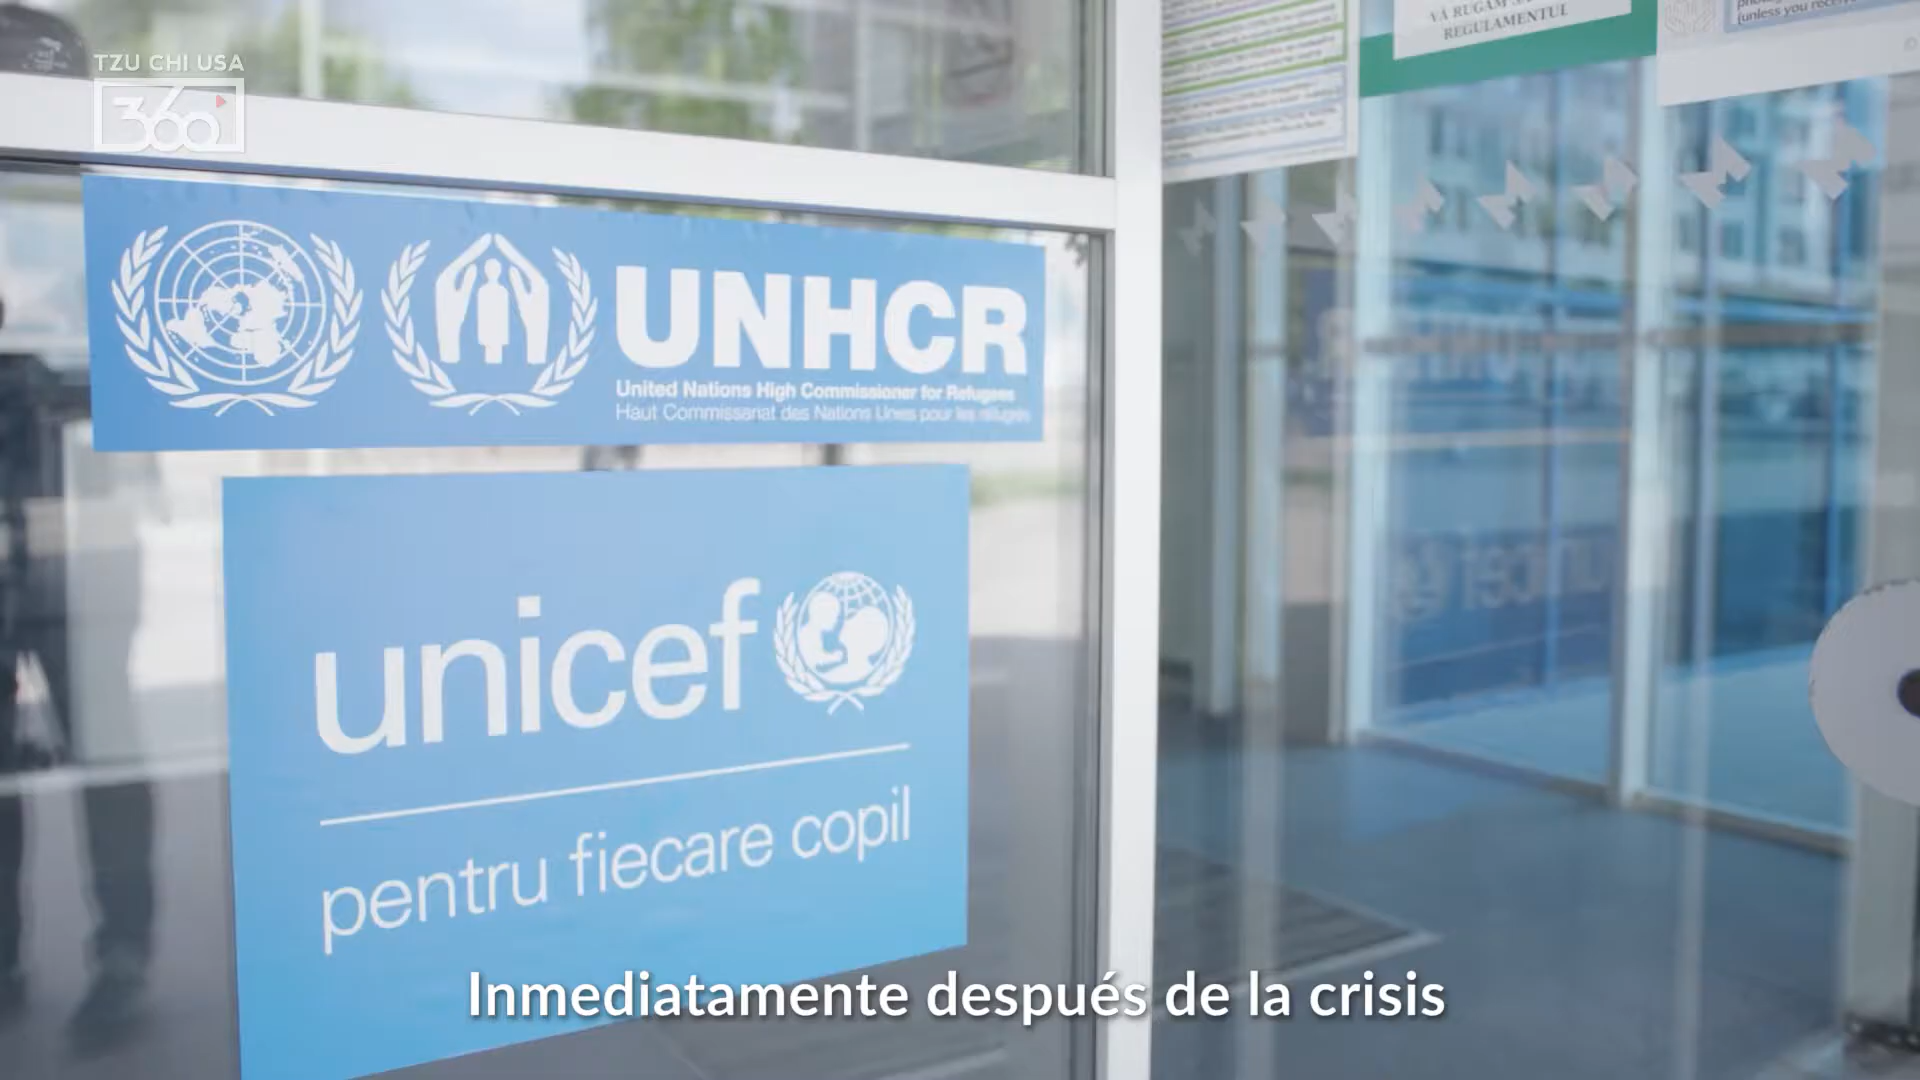 TZU CHI USA
360
VĂ RUGĂM
REGULAMENTUL
(unless you
UNHCR
United Nations High Commissioner for Refugees
Haut Commissariat des Nations Unies pour les réfugiés
unicef
pentru fiecare copil
Inmediatamente después de la crisis